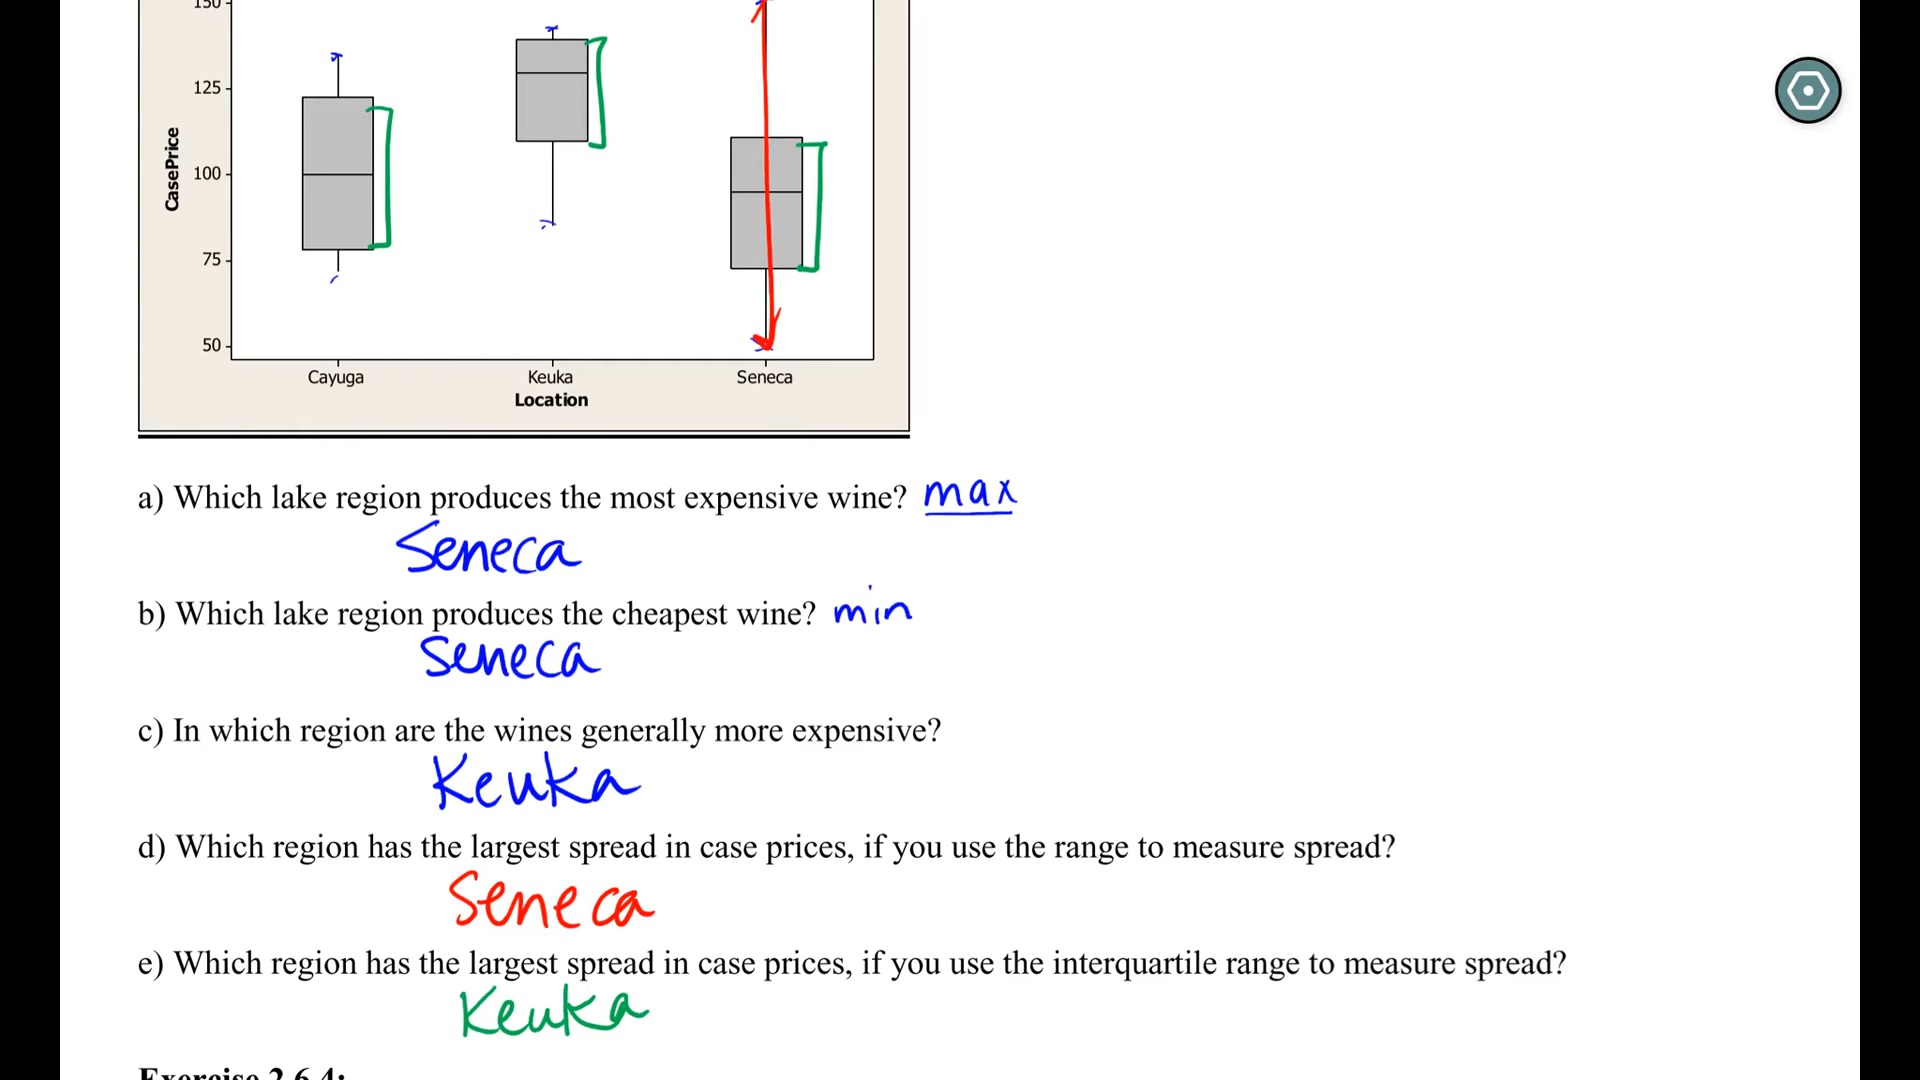 150
125
CasePrice
100
75
50
Cayuga Keuka Seneca
Location
a) Which lake region produces the most expensive wine? max
Seneca
b) Which lake region produces the cheapest wine? min
Seneca
c) In which region are the wines generally more expensive?
Keuka
d) Which region has the largest spread in case prices, if you use the range to measure spread?
Seneca
e) Which region has the largest spread in case prices, if you use the interquartile range to measure spread?
Keuka
Exercise 2.6.4: